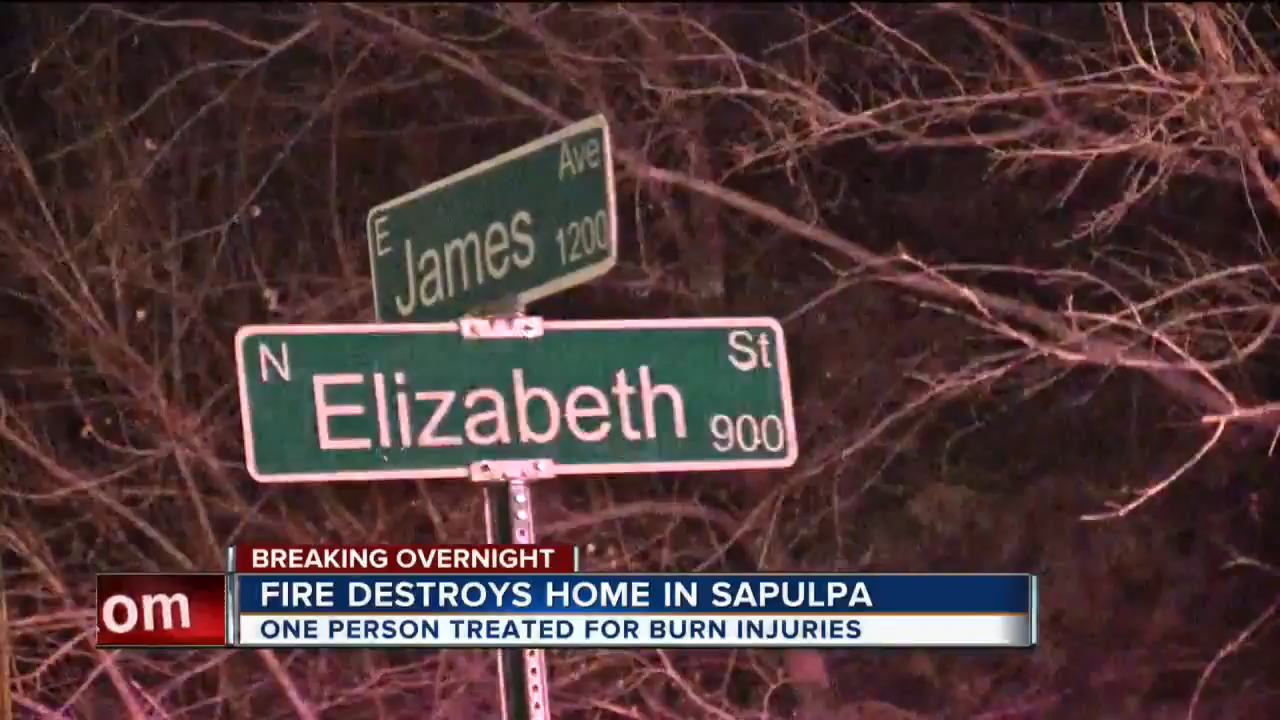 Ave
E James 1200
N St
Elizabeth 900
BREAKING OVERNIGHT
om FIRE DESTROYS HOME IN SAPULPA
ONE PERSON TREATED FOR BURN INJURIES